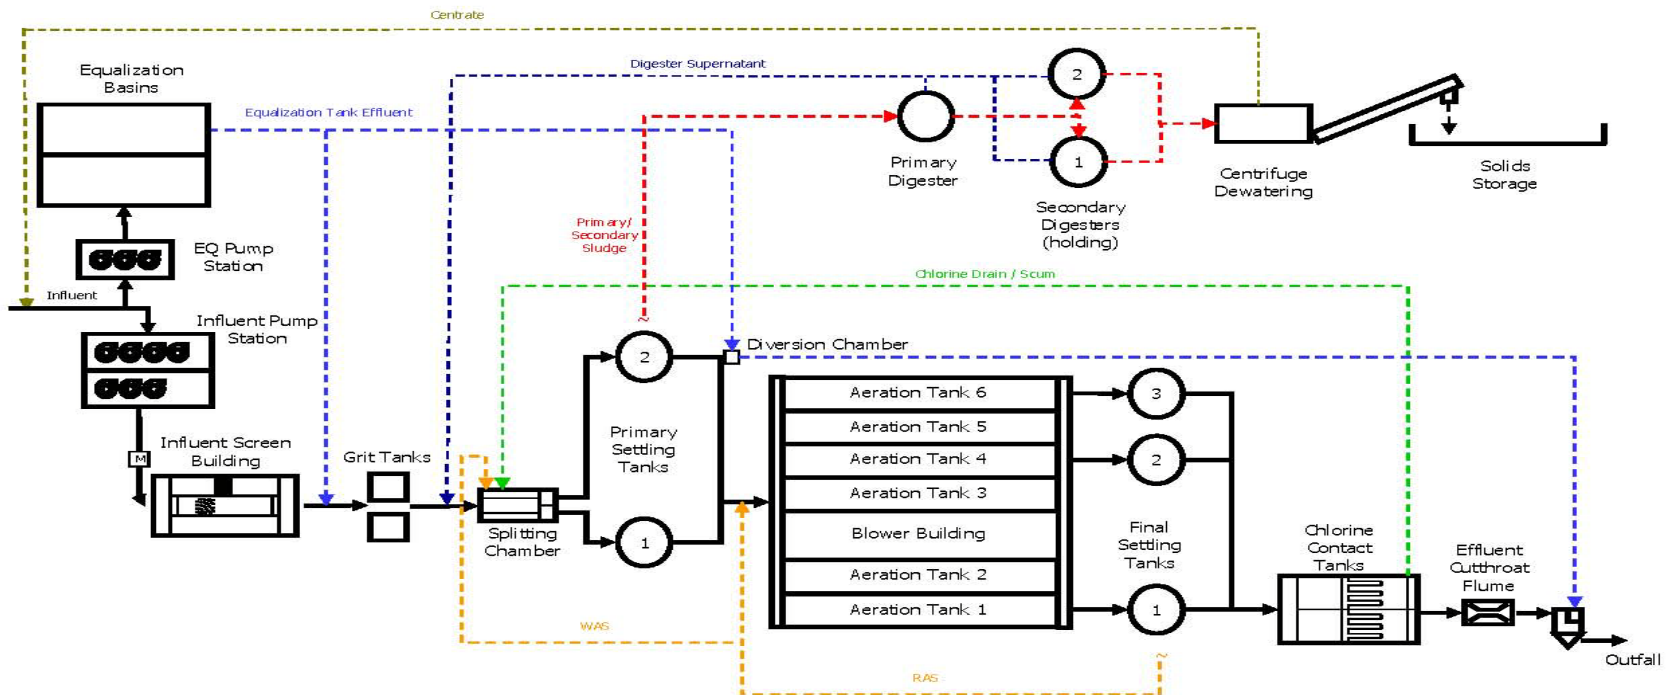 Centrate
Equalization
Basins
Digester Supernatant
2
Equalization Tank Effluent
Primary
Digester
1
Centrifuge
Dewatering
Solids
Storage
Secondary
Digesters
(holding)
Primary/
Secondary
Sludge
EQ Pump
Station
Chlorine Drain / Scum
Influent
Influent Pump
Station
~
2
Diversion Chamber
Aeration Tank 6
3
Aeration Tank 5
Primary
Settling
Tanks
Influent Screen
Building
M
Grit Tanks
Aeration Tank 4
2
Aeration Tank 3
Splitting
Chamber
1
Blower Building
Final
Settling
Tanks
Chlorine
Contact
Tanks
Effluent
Cutthroat
Flume
Aeration Tank 2
Aeration Tank 1
1
WAS
~
Outfall
RAS